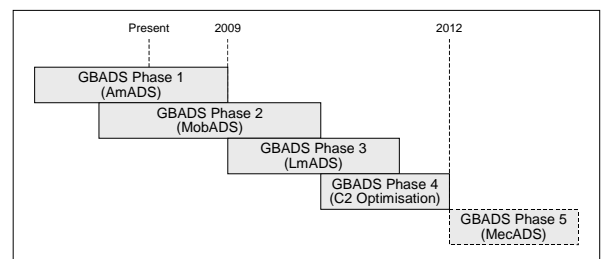 Present 2009 2012
GBADS Phase 1
(AmADS)
GBADS Phase 2
(MobADS)
GBADS Phase 3
(LmADS)
GBADS Phase 4
(C2 Optimisation)
GBADS Phase 5
(MecADS)